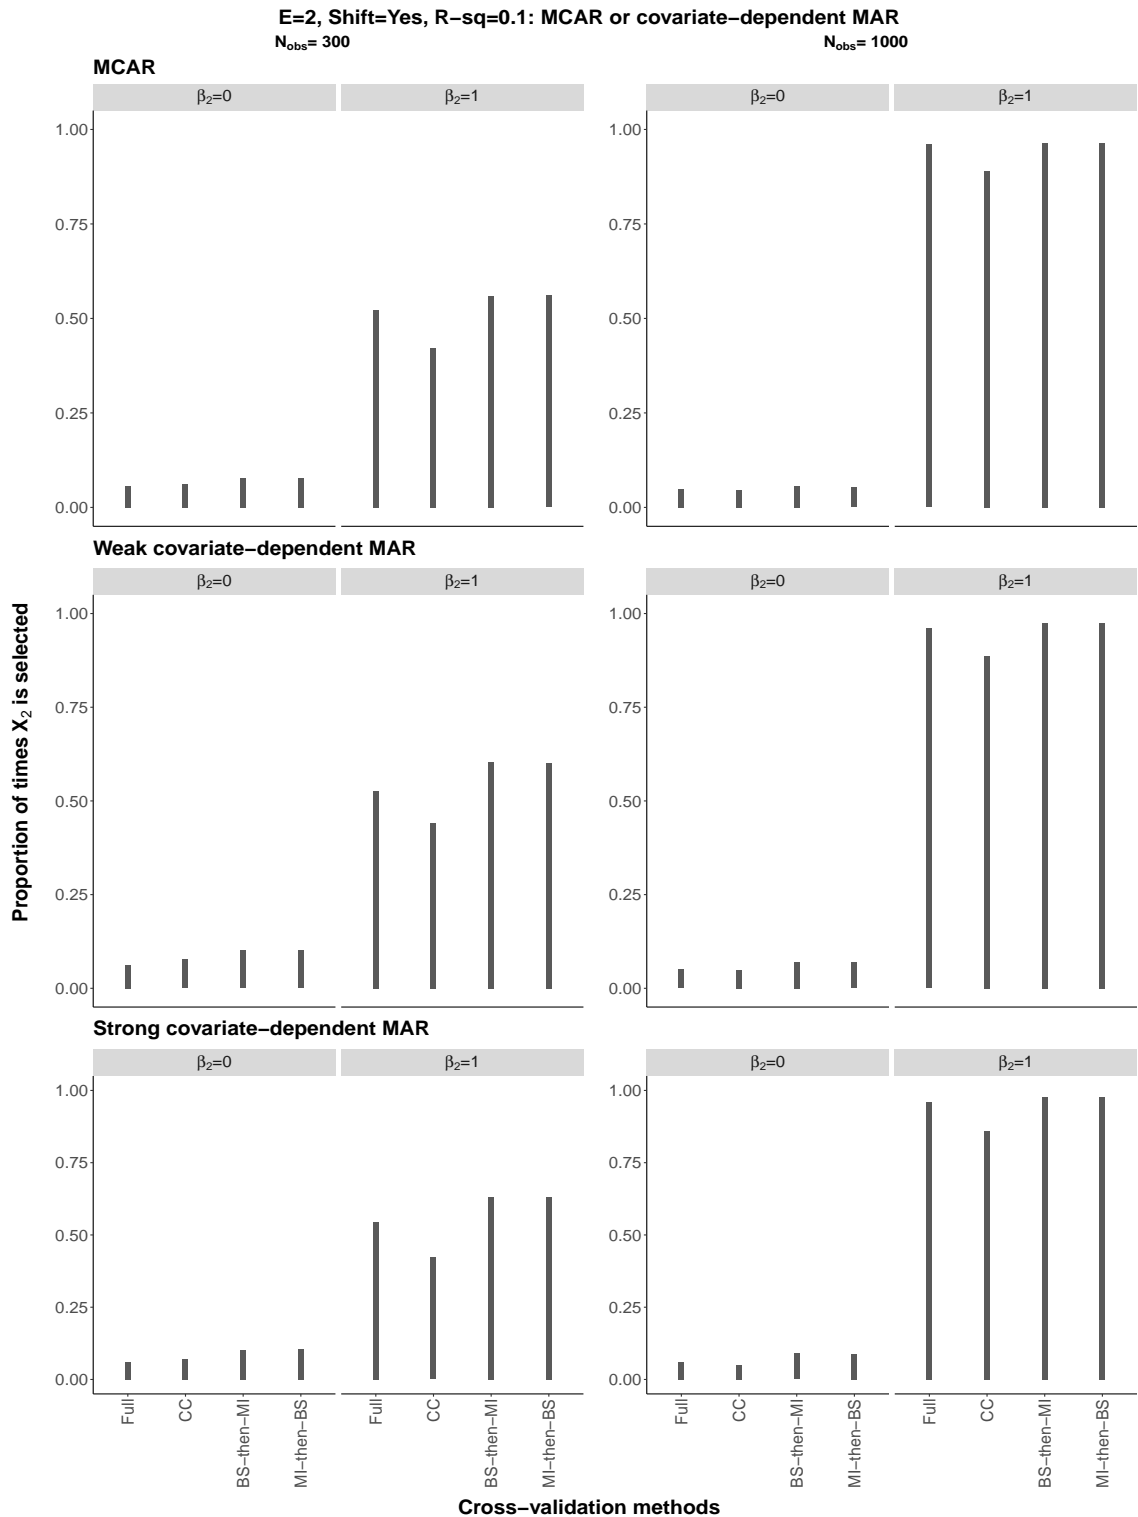 E=2, Shift=Yes, R−sq=0.1: MCAR or covariate−dependent MAR
Nobs= 300
Nobs= 1000
MCAR
β2=0
β2=1
β2=0
β2=1
1.00
0.75
0.50
0.25
0.00
1.00
0.75
0.50
0.25
0.00
Weak covariate−dependent MAR
β2=0
β2=1
β2=0
β2=1
1.00
0.75
0.50
0.25
0.00
1.00
0.75
0.50
0.25
0.00
Proportion of times X2 is selected
Strong covariate−dependent MAR
β2=0
β2=1
β2=0
β2=1
1.00
0.75
0.50
0.25
0.00
1.00
0.75
0.50
0.25
0.00
Full
CC
BS−then−MI
MI−then−BS
Full
CC
BS−then−MI
MI−then−BS
Full
CC
BS−then−MI
MI−then−BS
Full
CC
BS−then−MI
MI−then−BS
Cross−validation methods